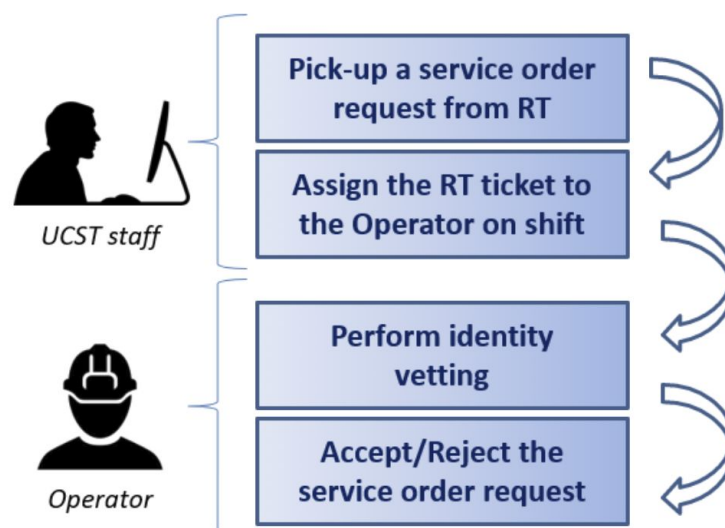 Pick-up a service order
request from RT
Assign the RT ticket to
the Operator on shift
UCST staff
Perform identity
vetting
Accept/Reject the
service order request
Operator